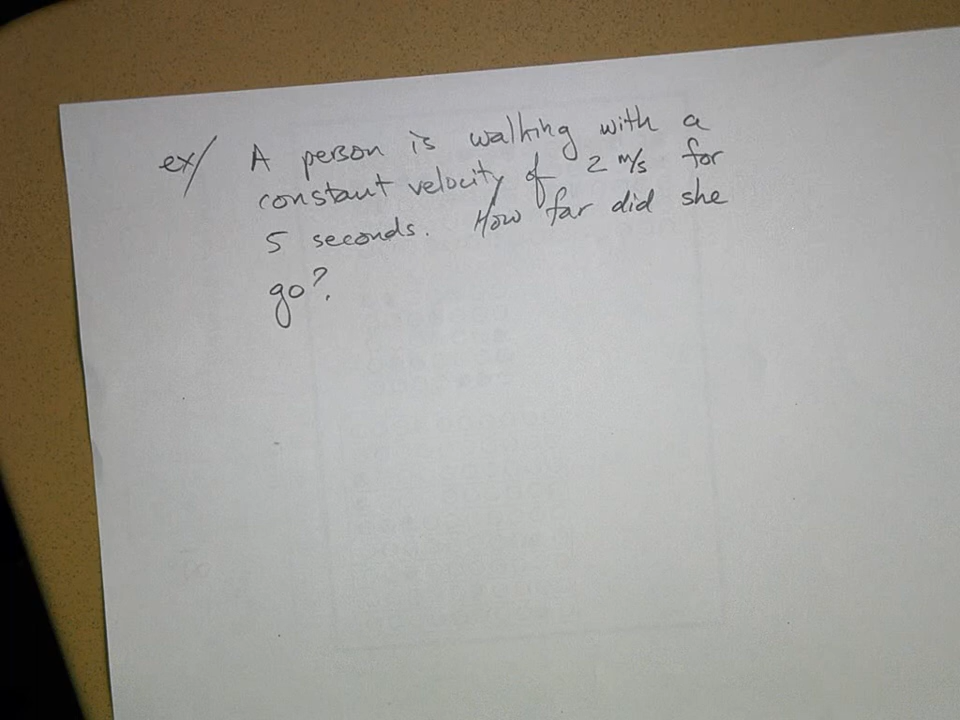 ex/ A person is walking with a
constant velocity of 2 m/s for
5 seconds. How far did she
go?